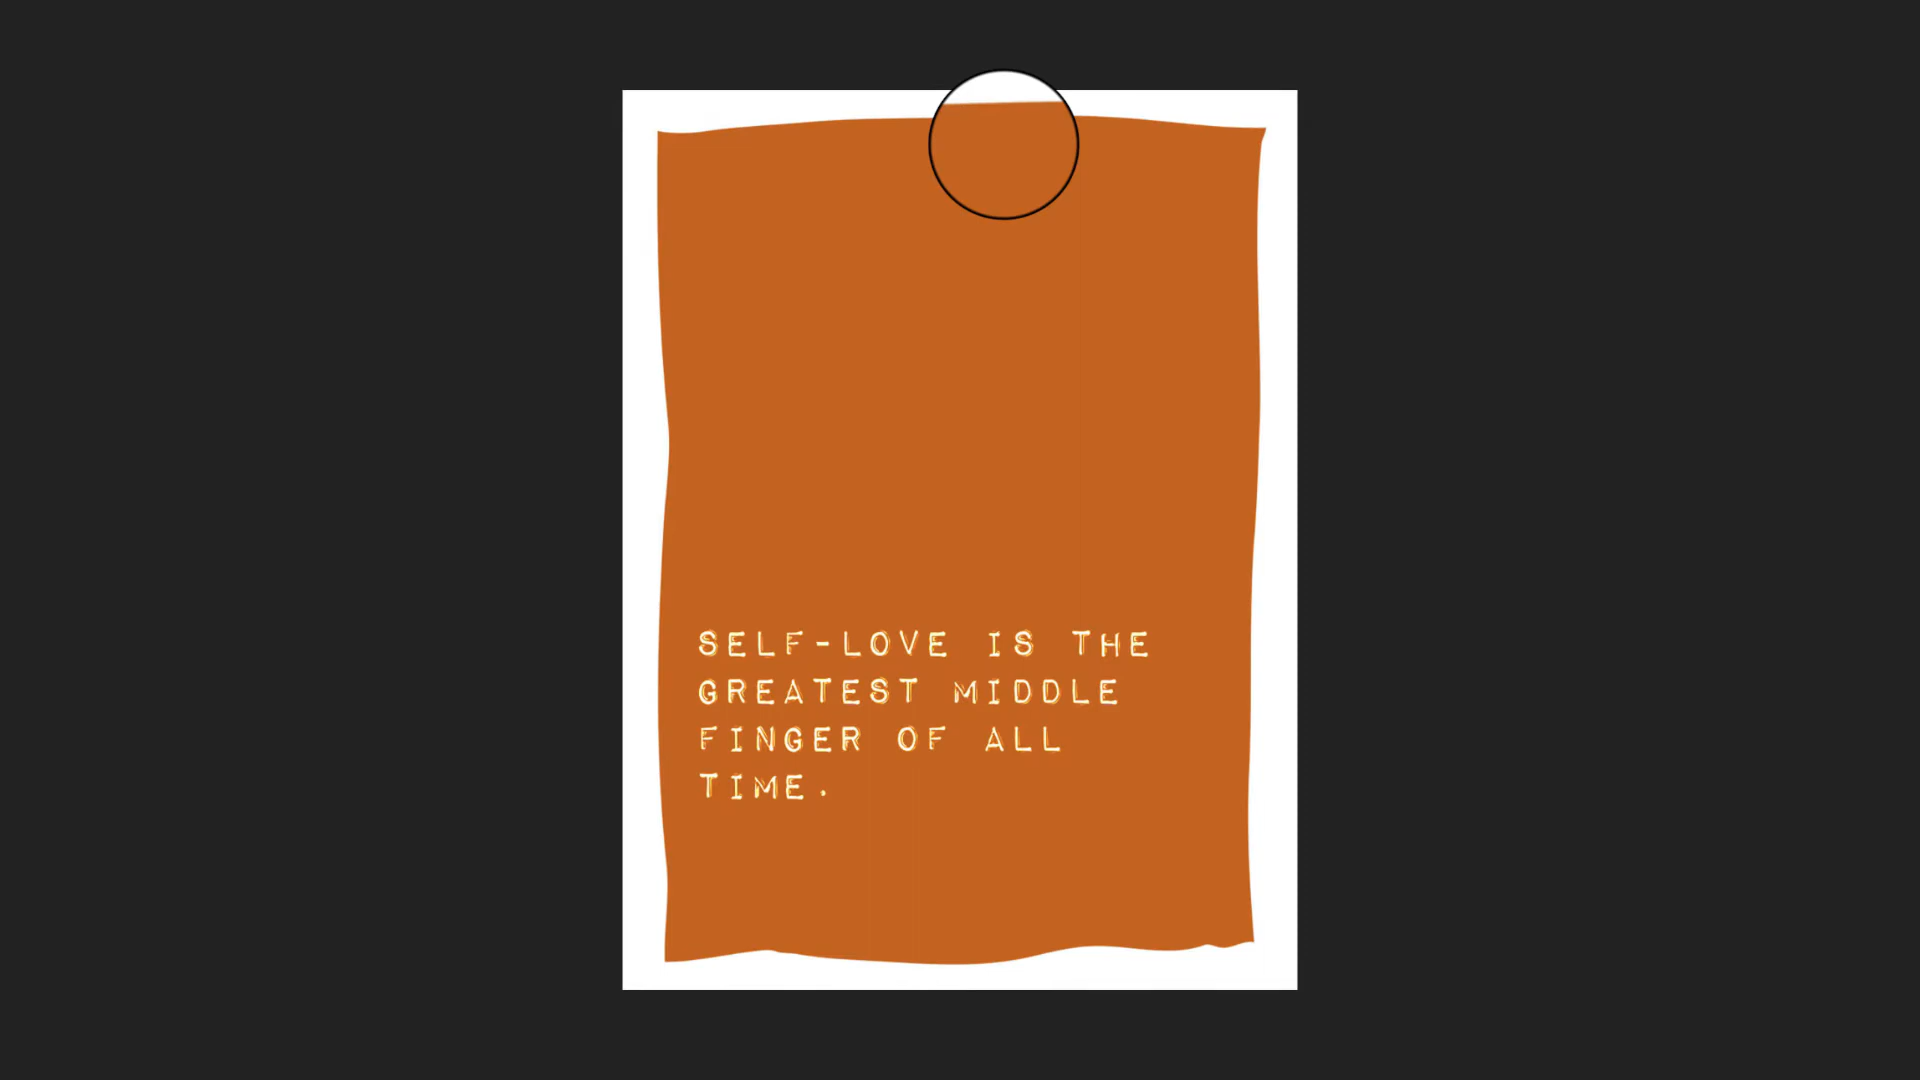 SELF-LOVE IS THE
GREATEST MIDDLE
FINGER OF ALL
TIME.